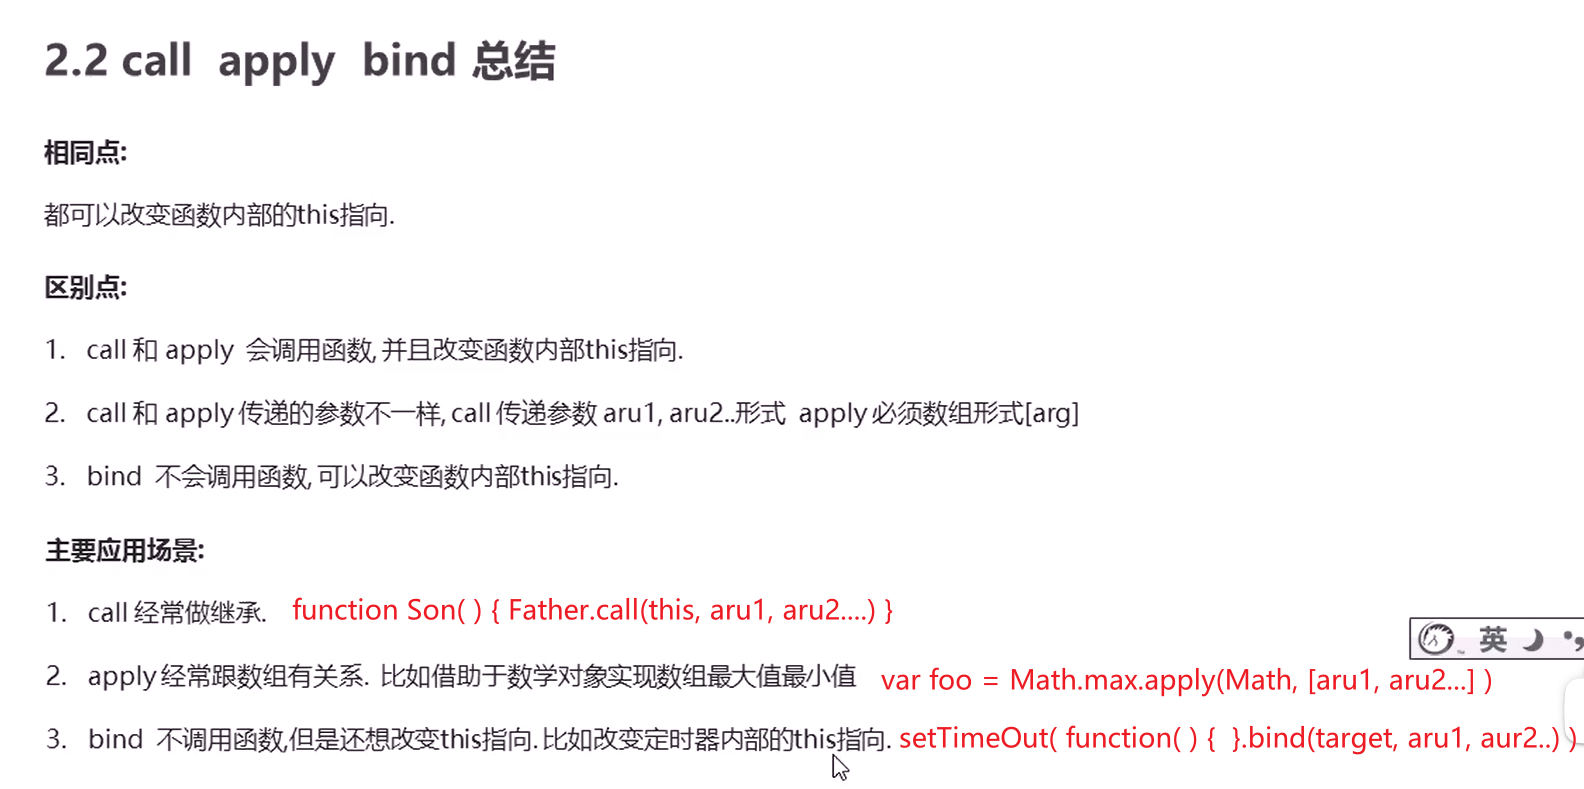 2.2 call apply bind 总结
相同点:
都可以改变函数内部的this指向.
区别点:
1. call 和 apply 会调用函数, 并且改变函数内部this指向.
2. call 和 apply 传递的参数不一样, call 传递参数 aru1, aru2..形式 apply 必须数组形式[arg]
3. bind 不会调用函数, 可以改变函数内部this指向.
主要应用场景:
1. call 经常做继承. function Son( ) { Father.call(this, aru1, aru2....) }
英
2. apply 经常跟数组有关系. 比如借助于数学对象实现数组最大值最小值 var foo = Math.max.apply(Math, [aru1, aru2...] )
3. bind 不调用函数,但是还想改变this指向. 比如改变定时器内部的this指向. setTimeOut( function( ) { }.bind(target, aru1, aur2..) )